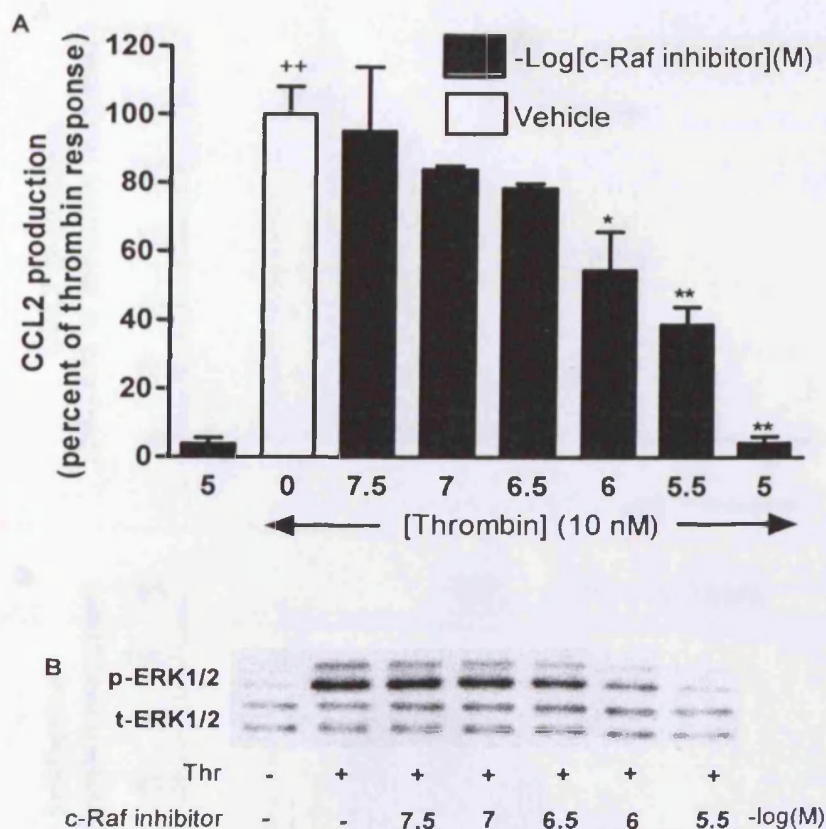 A
120
100
80
60
40
20
0
CCL2 production
(percent of thrombin response)
++
*
**
**
-Log[c-Raf inhibitor](M)
Vehicle
5 0 7.5 7 6.5 6 5.5 5
[Thrombin] (10 nM)
B
p-ERK1/2
t-ERK1/2
Thr - + + + + + +
c-Raf inhibitor - - 7.5 7 6.5 6 5.5 -log(M)